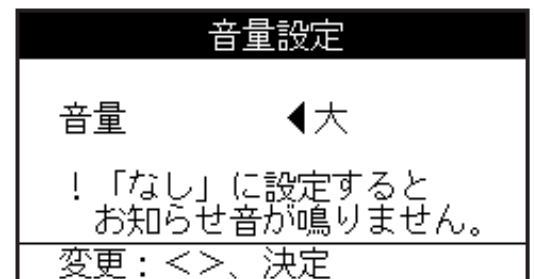 音量設定
音量 ◀大
！「なし」に設定すると
お知らせ音が鳴りません。
変更：＜＞、決定